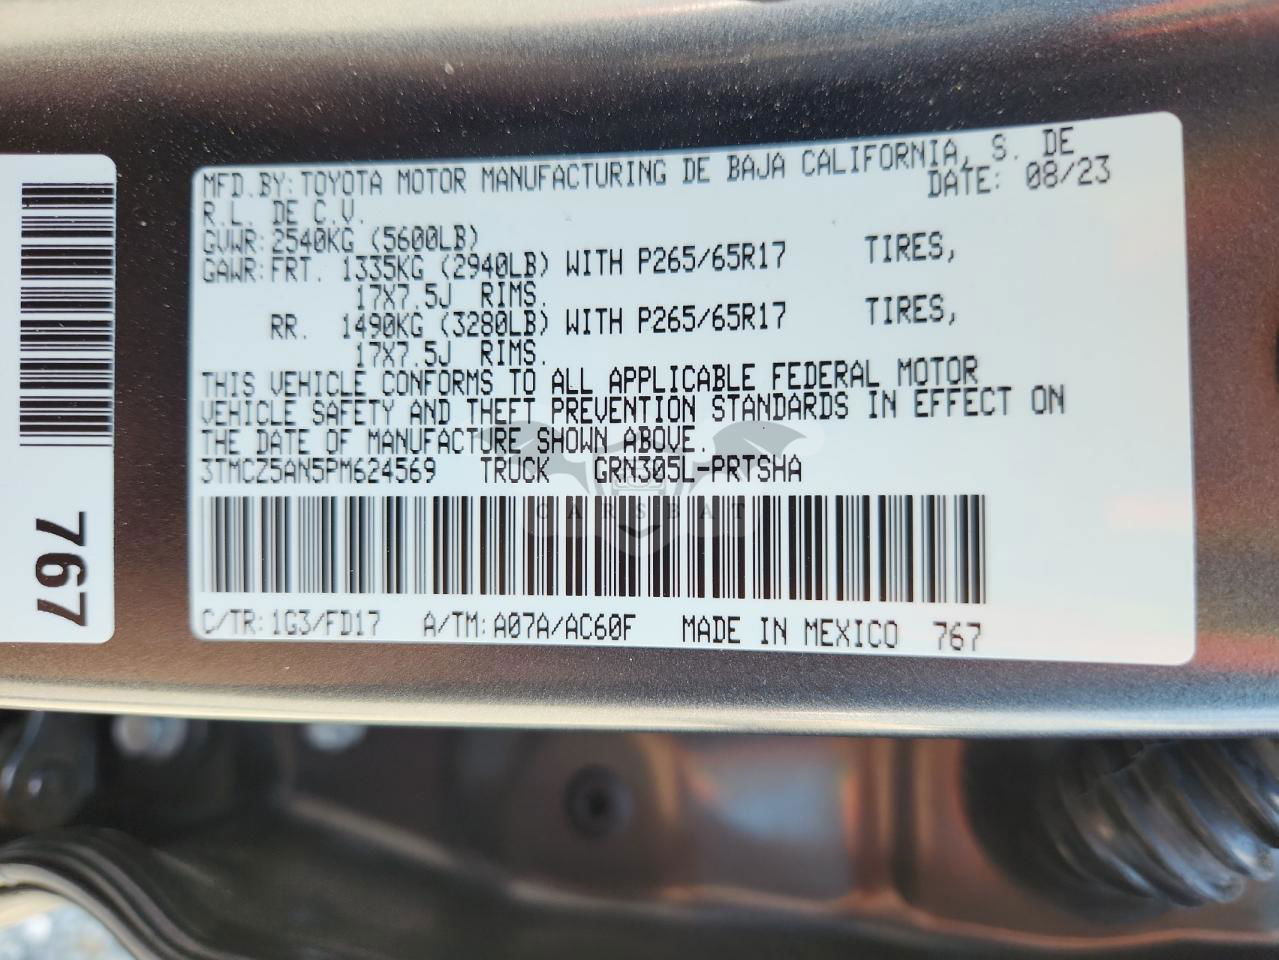 MFD.BY:TOYOTA MOTOR MANUFACTURING DE BAJA CALIFORNIA, S. DE
R.L. DE C.V. DATE: 08/23
GVWR:2540KG (5600LB)
GAWR:FRT. 1335KG (2940LB) WITH P265/65R17 TIRES,
17X7.5J RIMS.
RR. 1490KG (3280LB) WITH P265/65R17 TIRES,
17X7.5J RIMS.
THIS VEHICLE CONFORMS TO ALL APPLICABLE FEDERAL MOTOR
VEHICLE SAFETY AND THEFT PREVENTION STANDARDS IN EFFECT ON
THE DATE OF MANUFACTURE SHOWN ABOVE.
3TMCZ5AN5PM624569 TRUCK GRN305L-PRTSHA
CARSBAT
C/TR:1G3/FD17 A/TM:A07A/AC60F MADE IN MEXICO 767
767